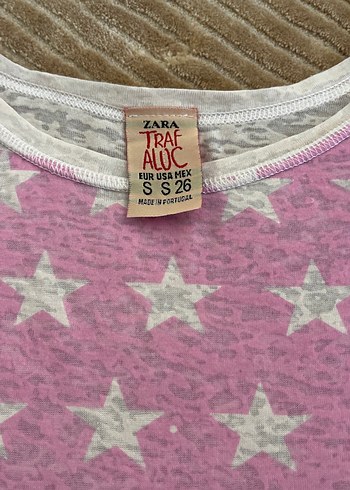 ZARA
TRAF
ALUC
EUR USA MEX
S S 26
MADE IN PORTUGAL